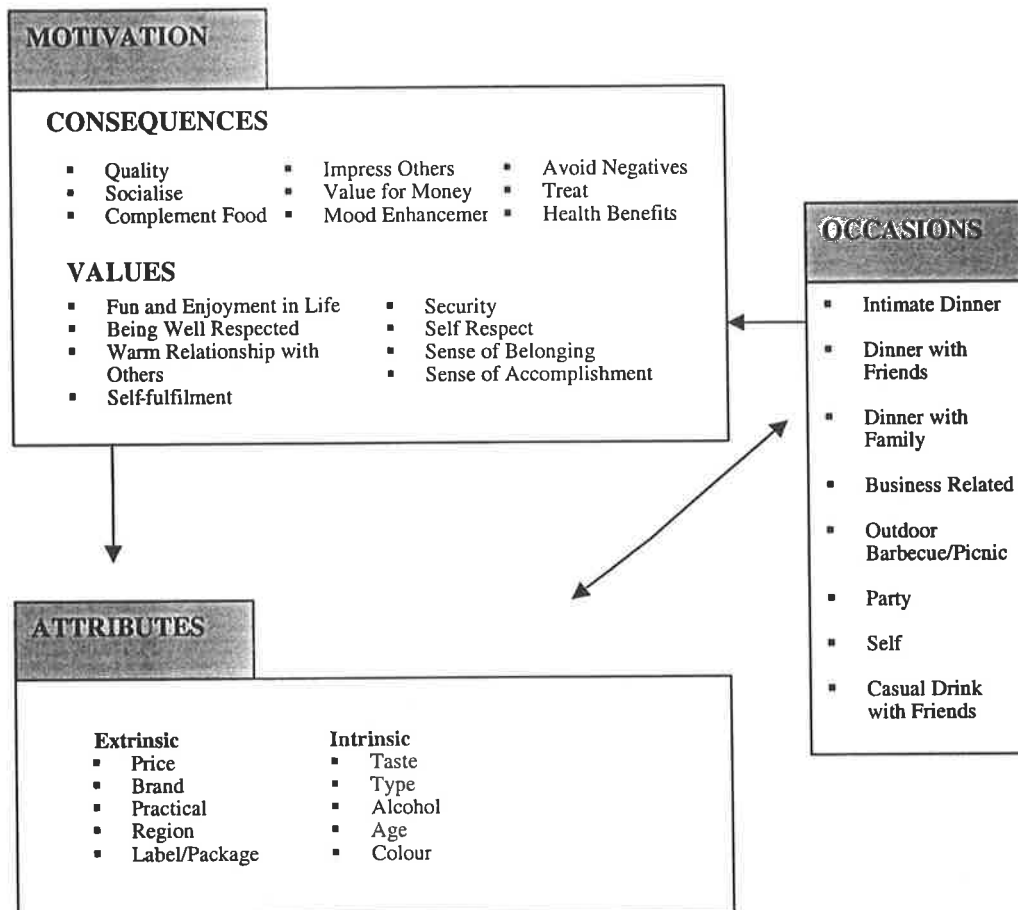 MOTIVATION
CONSEQUENCES
Quality
Socialise
Complement Food
Impress Others
Value for Money
Mood Enhancemer
Avoid Negatives
Treat
Health Benefits
VALUES
Fun and Enjoyment in Life
Being Well Respected
Warm Relationship with
Others
Self-fulfilment
Security
Self Respect
Sense of Belonging
Sense of Accomplishment
OCCASIONS
Intimate Dinner
Dinner with
Friends
Dinner with
Family
Business Related
Outdoor
Barbecue/Picnic
Party
Self
Casual Drink
with Friends
ATTRIBUTES
Extrinsic
Price
Brand
Practical
Region
Label/Package
Intrinsic
Taste
Type
Alcohol
Age
Colour